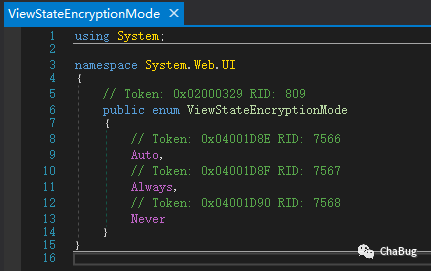 ViewStateEncryptionMode ×
1 using System;
2
3 namespace System.Web.UI
4 {
5 // Token: 0x02000329 RID: 809
6 public enum ViewStateEncryptionMode
7 {
8 // Token: 0x04001D8E RID: 7566
9 Auto,
10 // Token: 0x04001D8F RID: 7567
11 Always,
12 // Token: 0x04001D90 RID: 7568
13 Never
14 }
15 }
16
ChaBug